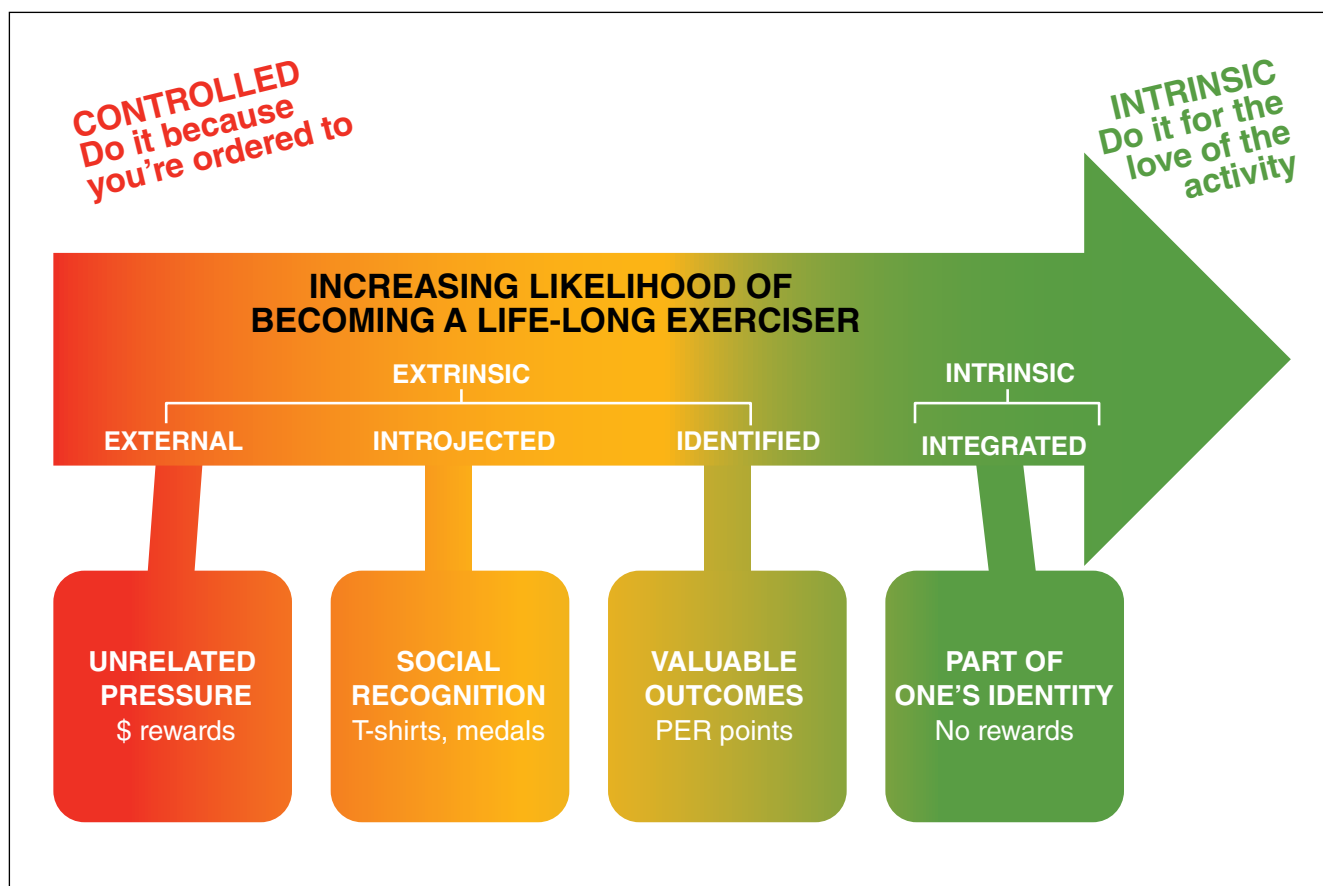 CONTROLLED
Do it because
you're ordered to
INTRINSIC
Do it for the
love of the
activity
INCREASING LIKELIHOOD OF
BECOMING A LIFE-LONG EXERCISER
EXTRINSIC
INTRINSIC
EXTERNAL
INTROJECTED
IDENTIFIED
INTEGRATED
UNRELATED
PRESSURE
$ rewards
SOCIAL
RECOGNITION
T-shirts, medals
VALUABLE
OUTCOMES
PER points
PART OF
ONE'S IDENTITY
No rewards